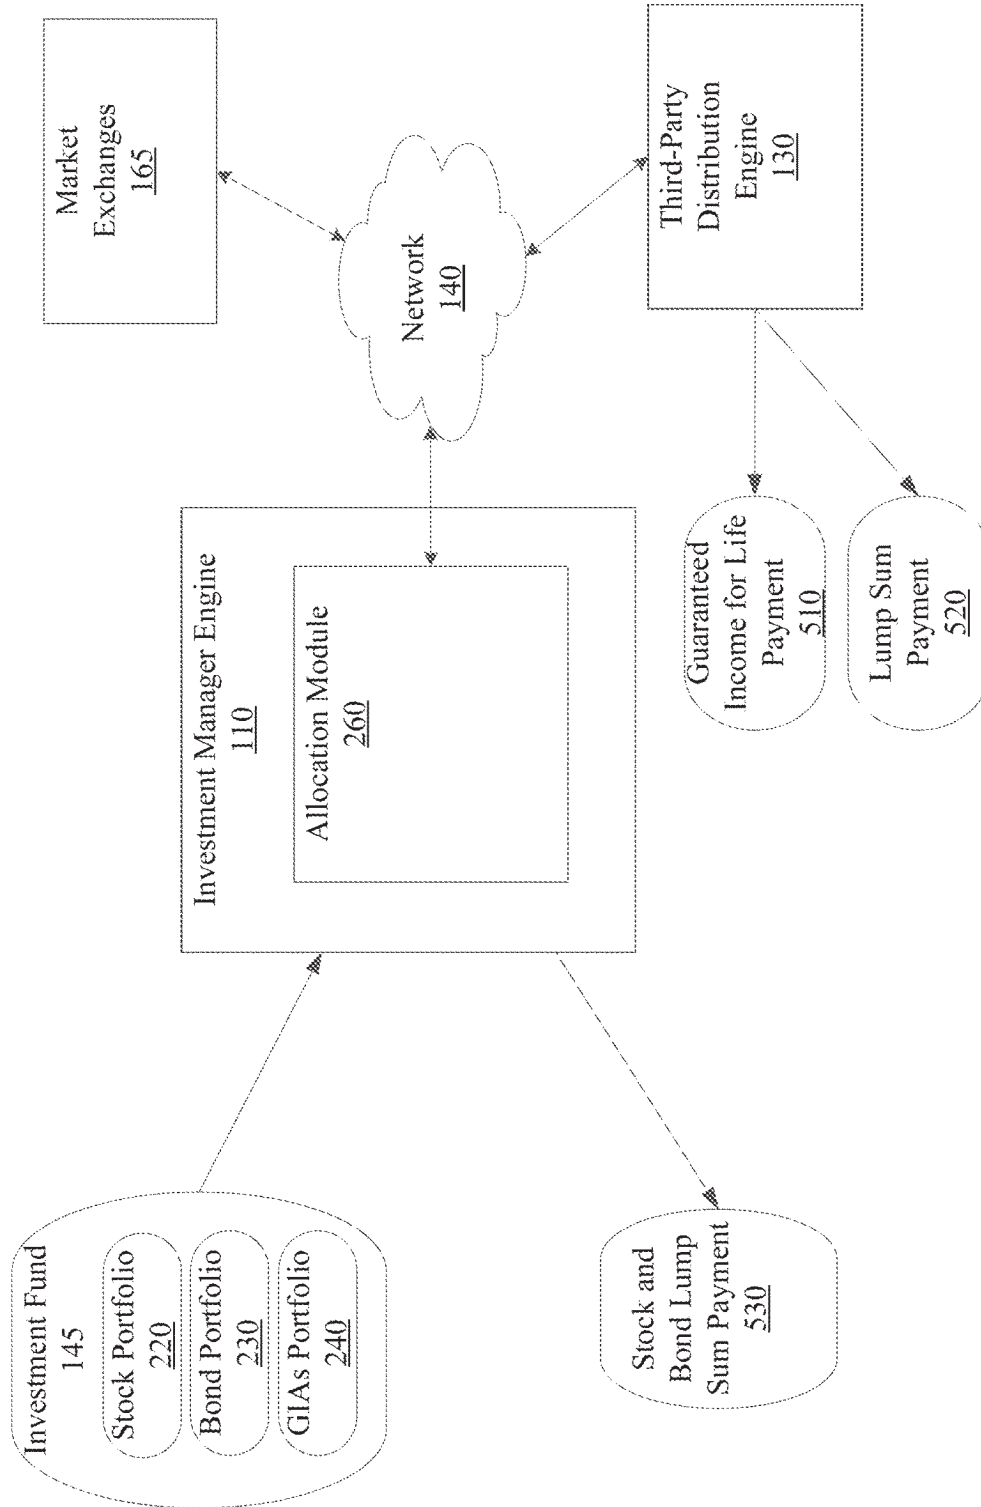 Investment Fund
145
Stock Portfolio
220
Bond Portfolio
230
GIAs Portfolio
240
Investment Manager Engine
110
Allocation Module
260
Market
Exchanges
165
Network
140
Third-Party
Distribution
Engine
130
Guaranteed
Income for Life
Payment
510
Lump Sum
Payment
520
Stock and
Bond Lump
Sum Payment
530